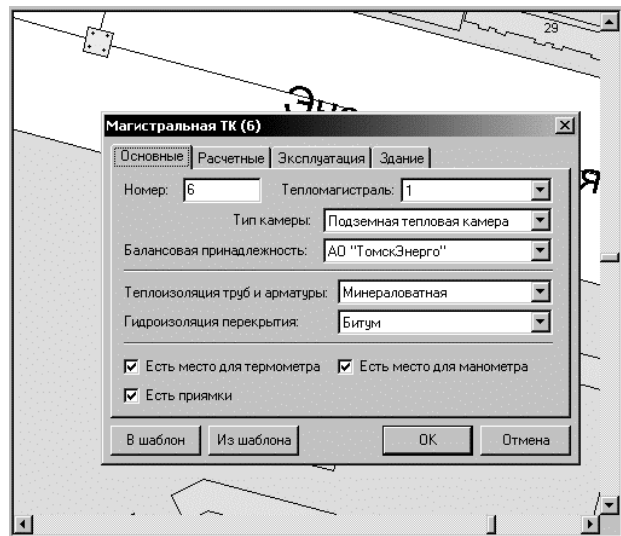 29
Эне
я
Магистральная ТК (6)
Основные Расчетные Эксплуатация Здание
Номер: 6 Тепломагистраль: 1
Тип камеры: Подземная тепловая камера
Балансовая принадлежность: АО "ТомскЭнерго"
Теплоизоляция труб и арматуры: Минераловатная
Гидроизоляция перекрытия: Битум
Есть место для термометра Есть место для манометра
Есть приямки
В шаблон Из шаблона OK Отмена